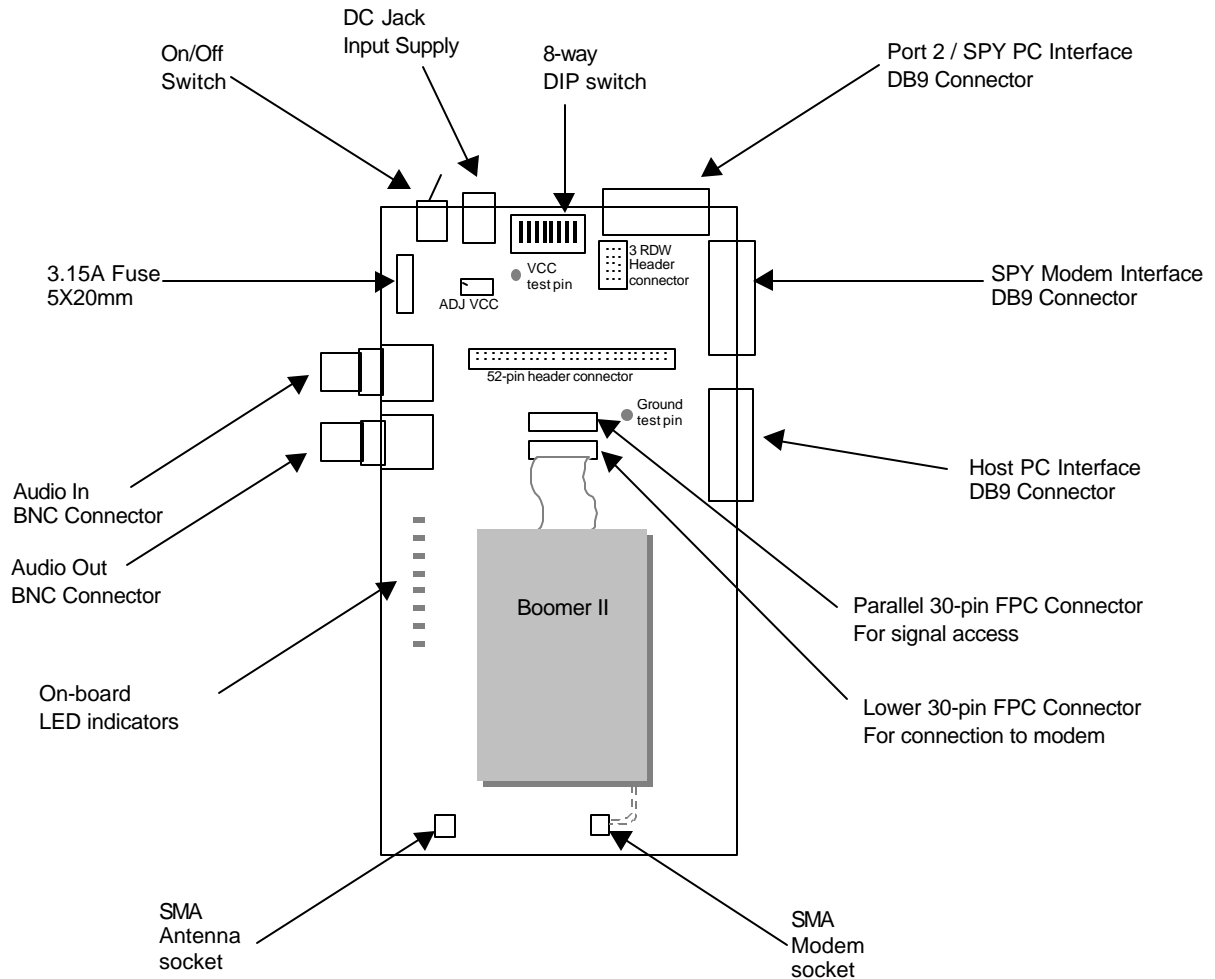 DC Jack
Input Supply
On/Off
Switch
8-way
DIP switch
Port 2 / SPY PC Interface
DB9 Connector
3.15A Fuse
5X20mm
VCC
test pin
ADJ VCC
3 RDW
Header
connector
SPY Modem Interface
DB9 Connector
52-pin header connector
Ground
test pin
Audio In
BNC Connector
Host PC Interface
DB9 Connector
Audio Out
BNC Connector
Boomer II
Parallel 30-pin FPC Connector
For signal access
On-board
LED indicators
Lower 30-pin FPC Connector
For connection to modem
SMA
Antenna
socket
SMA
Modem
socket